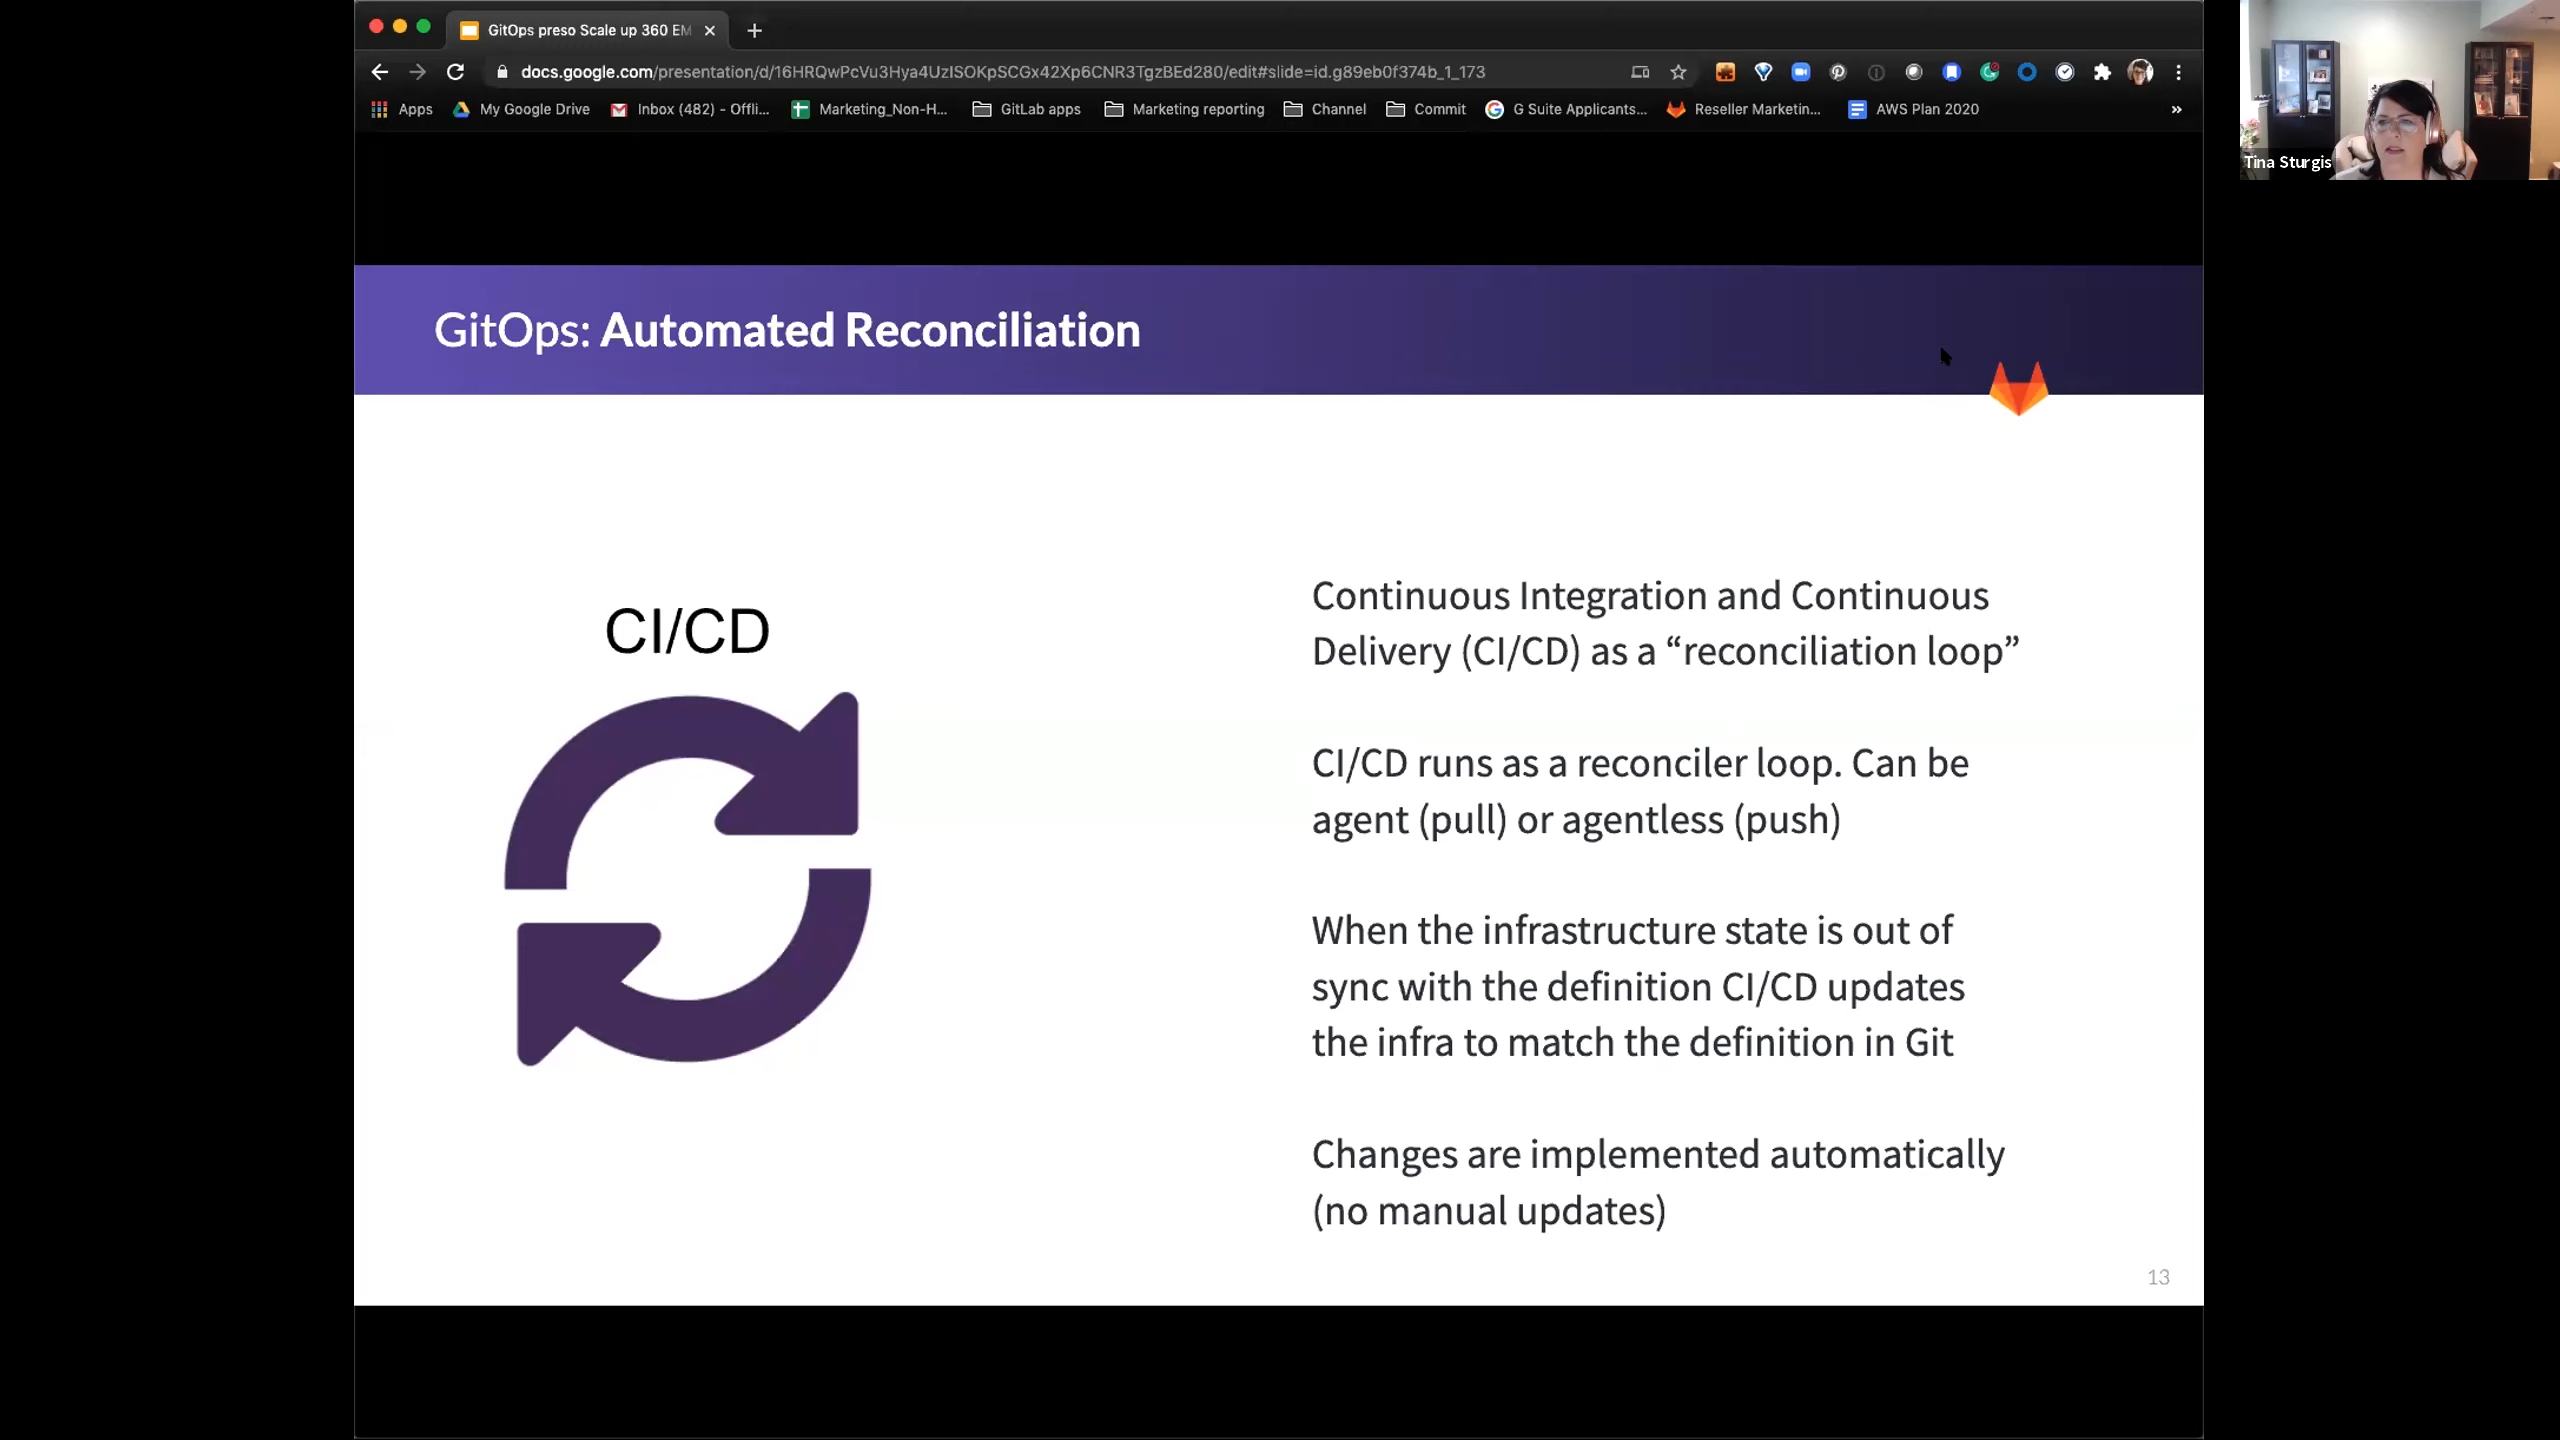 GitOps preso Scale up 360 EM
docs.google.com/presentation/d/16HRQwPcVu3Hya4UzISOKpSCGx42Xp6CNR3TgzBEd280/edit#slide=id.g89eb0f374b_1_173
Apps My Google Drive Inbox (482) - Offli... Marketing_Non-H... GitLab apps Marketing reporting Channel Commit G Suite Applicants... Reseller Marketin... AWS Plan 2020 »
Tina Sturgis
GitOps: Automated Reconciliation
CI/CD
Continuous Integration and Continuous
Delivery (CI/CD) as a “reconciliation loop”
CI/CD runs as a reconciler loop. Can be
agent (pull) or agentless (push)
When the infrastructure state is out of
sync with the definition CI/CD updates
the infra to match the definition in Git
Changes are implemented automatically
(no manual updates)
13